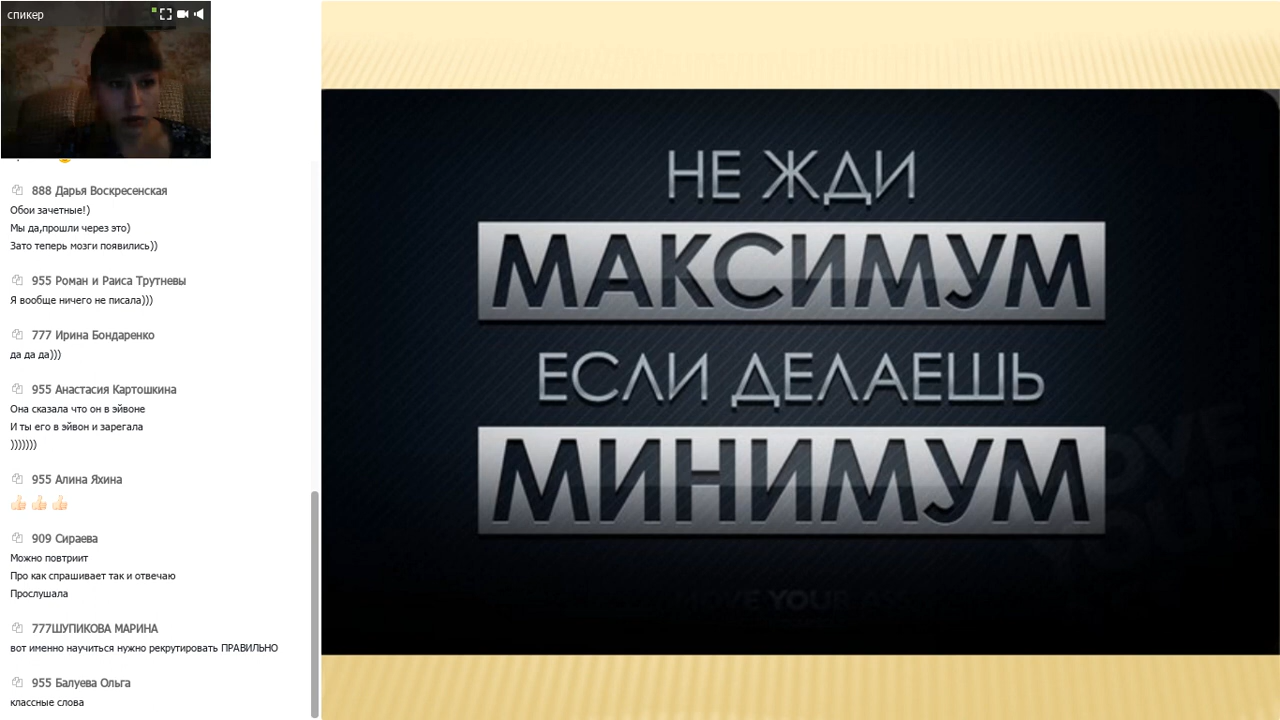 спикер
888 Дарья Воскресенская
Обои зачетные!)
Мы да,прошли через это)
Зато теперь мозги появились))
955 Роман и Раиса Трутневы
Я вообще ничего не писала)))
777 Ирина Бондаренко
да да да)))
955 Анастасия Картошкина
Она сказала что он в эйвоне
И ты его в эйвон и зарегала
)))))))
955 Алина Яхина
909 Сираева
Можно повтриит
Про как спрашивает так и отвечаю
Прослушала
777ШУПИКОВА МАРИНА
вот именно научиться нужно рекрутировать ПРАВИЛЬНО
955 Балуева Ольга
классные слова
НЕ ЖДИ
МАКСИМУМ
ЕСЛИ ДЕЛАЕШЬ
МИНИМУМ
MOVE YOUR